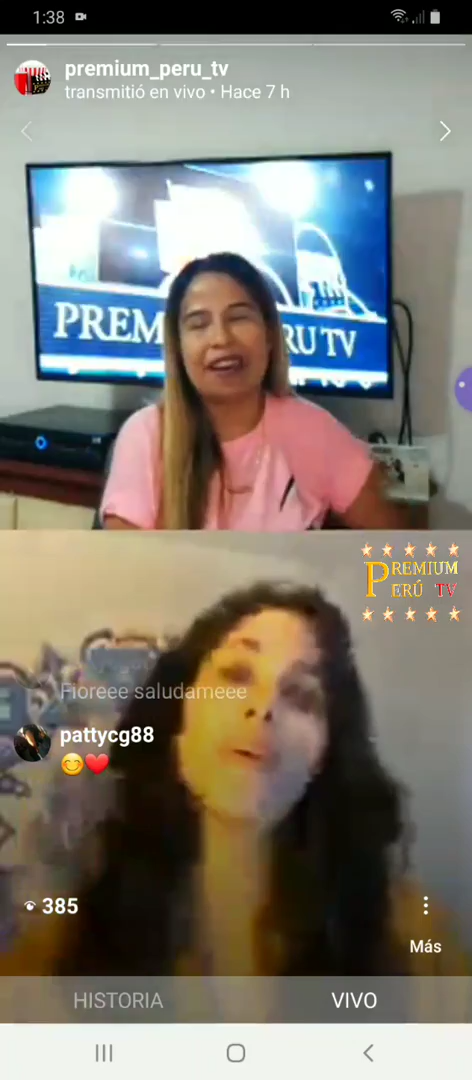 1:38
premium_peru_tv
transmitió en vivo • Hace 7 h
PREM
RU TV
PREMIUM
PERÚ TV
Fioreee saludameee
pattycg88
😊❤️
385
Más
HISTORIA
VIVO